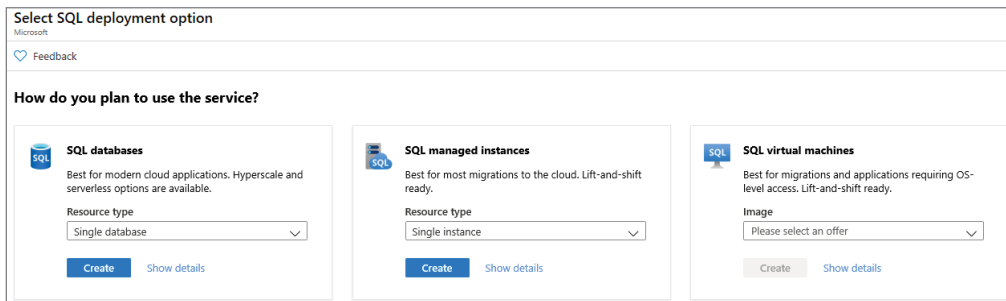 Select SQL deployment option
Microsoft
Feedback
How do you plan to use the service?
SQL
SQL databases
Best for modern cloud applications. Hyperscale and
serverless options are available.
Resource type
Single database
Create Show details
SQL
SQL managed instances
Best for most migrations to the cloud. Lift-and-shift
ready.
Resource type
Single instance
Create Show details
SQL
SQL virtual machines
Best for migrations and applications requiring OS-
level access. Lift-and-shift ready.
Image
Please select an offer
Create Show details